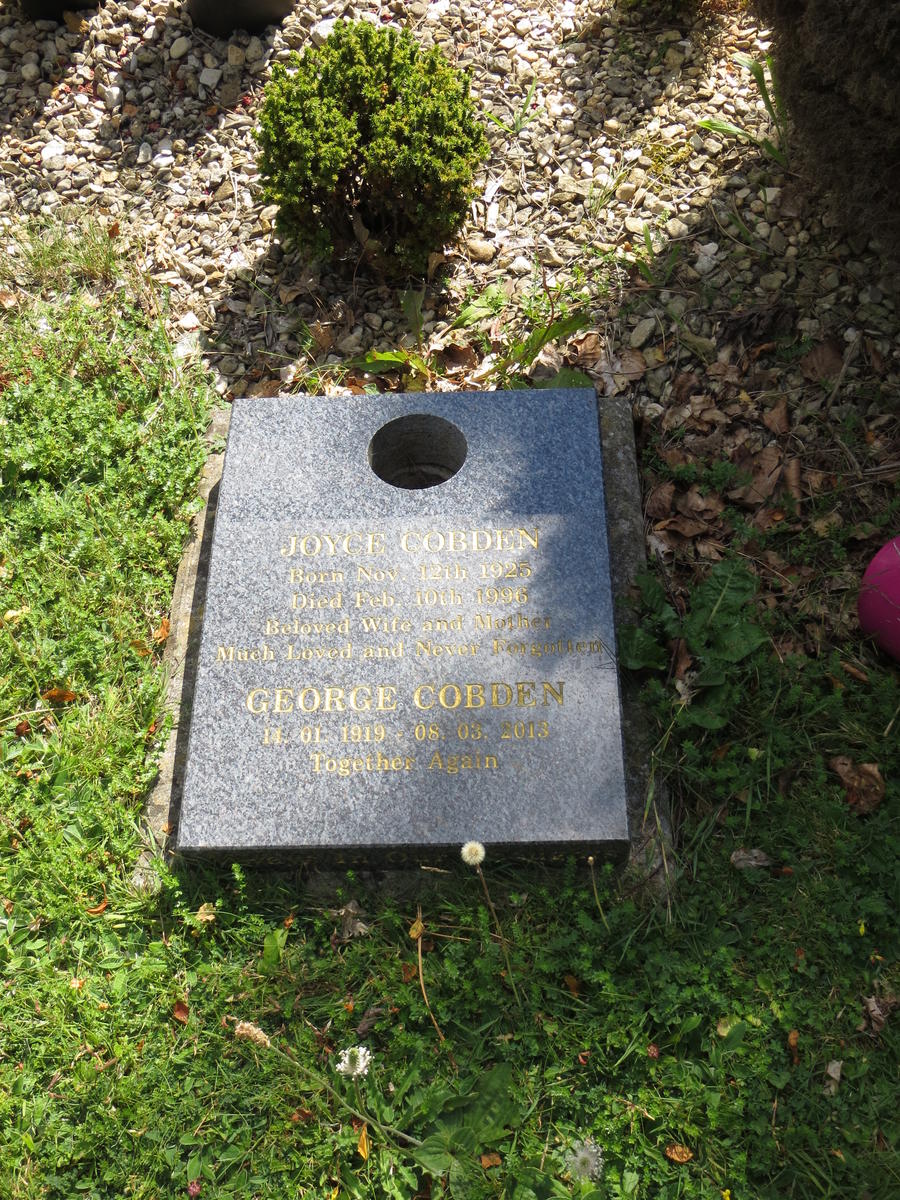 JOYCE COBDEN
Born Nov. 12th 1925
Died Feb. 10th 1996
Beloved Wife and Mother
Much Loved and Never Forgotten
GEORGE COBDEN
11. 01. 1919 - 08. 03. 2013
Together Again